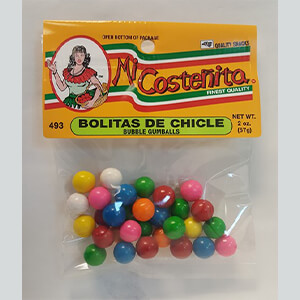 OPEN BOTTOM OF PACKAGE
QUALITY SNACKS
Mi Costenita
FINEST QUALITY
493
BOLITAS DE CHICLE
BUBBLE GUMBALLS
NET WT.
2 oz.
(57g)